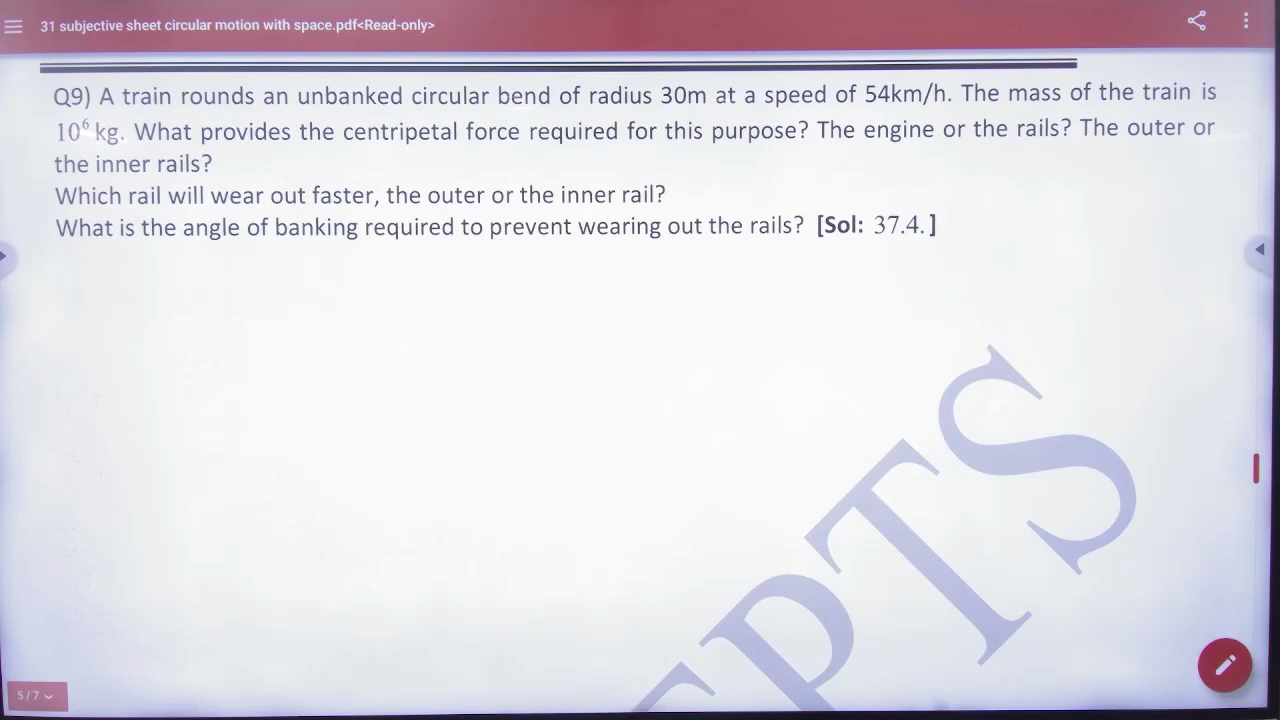 31 subjective sheet circular motion with space.pdf<Read-only>
Q9) A train rounds an unbanked circular bend of radius 30m at a speed of 54km/h. The mass of the train is
10⁶ kg. What provides the centripetal force required for this purpose? The engine or the rails? The outer or
the inner rails?
Which rail will wear out faster, the outer or the inner rail?
What is the angle of banking required to prevent wearing out the rails? [Sol: 37.4.]
EPTS
5/7